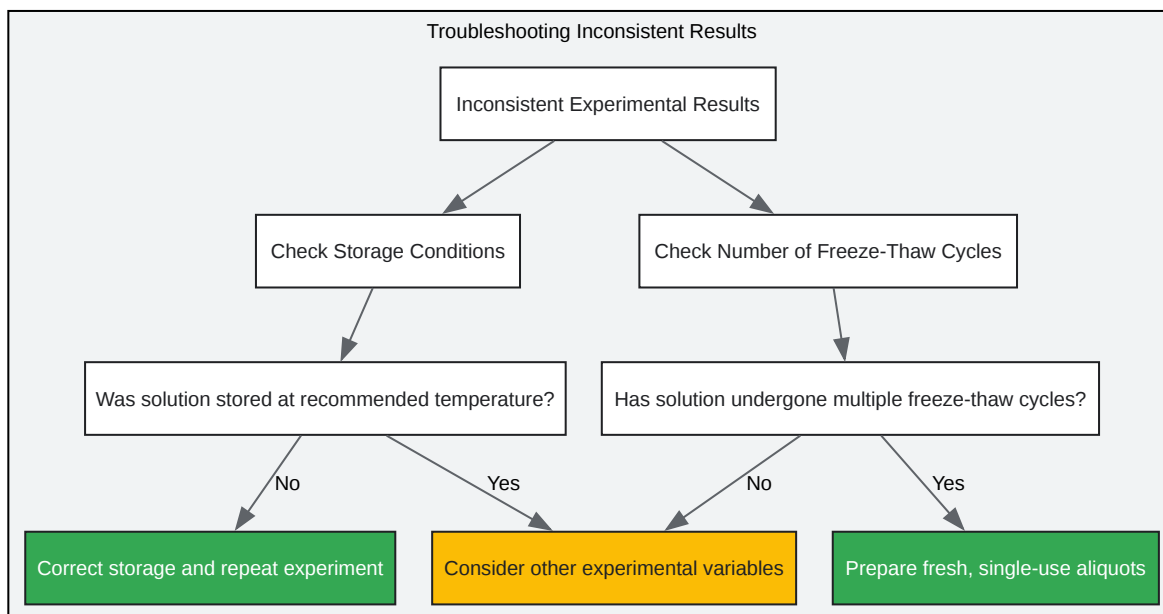 Troubleshooting Inconsistent Results
Inconsistent Experimental Results
Check Storage Conditions
Check Number of Freeze-Thaw Cycles
Was solution stored at recommended temperature?
Has solution undergone multiple freeze-thaw cycles?
No
Yes
No
Yes
Correct storage and repeat experiment
Consider other experimental variables
Prepare fresh, single-use aliquots